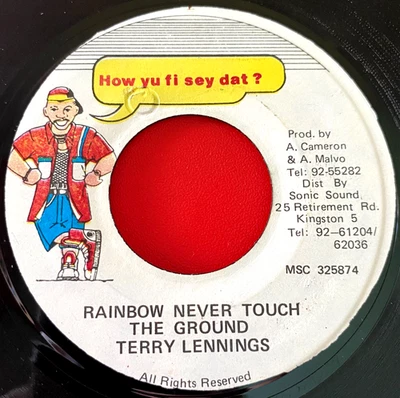 How yu fi sey dat ?
Prod. by
A. Cameron
& A. Malvo
Tel: 92-55282
Dist By
Sonic Sound
25 Retirement Rd.
Kingston 5
Tel: 92-61204/
62036
MSC 325874
RAINBOW NEVER TOUCH
THE GROUND
TERRY LENNINGS
All Rights Reserved